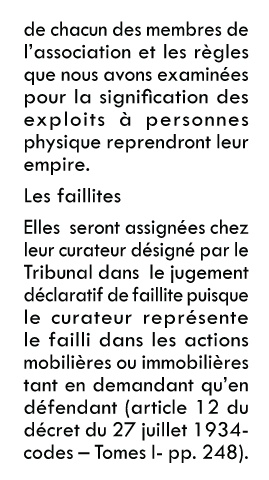 de chacun des membres de
l'association et les règles
que nous avons examinées
pour la signification des
exploits à personnes
physique reprendront leur
empire.
Les faillites
Elles  seront assignées chez
leur curateur désigné par le
Tribunal dans  le jugement
déclaratif de faillite puisque
le curateur représente
le failli dans les actions
mobilières ou immobilières
tant en demandant qu'en
défendant (article 12 du
décret du 27 juillet 1934-
codes – Tomes I- pp. 248).